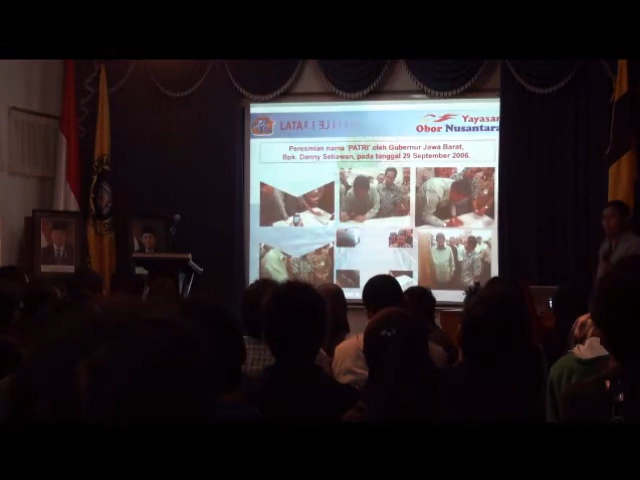 Yayasan
Obor Nusantara
Peresmian nama 'PATRI' oleh Gubernur Jawa Barat,
Bpk. Danny Setiawan, pada tanggal 29 September 2006.